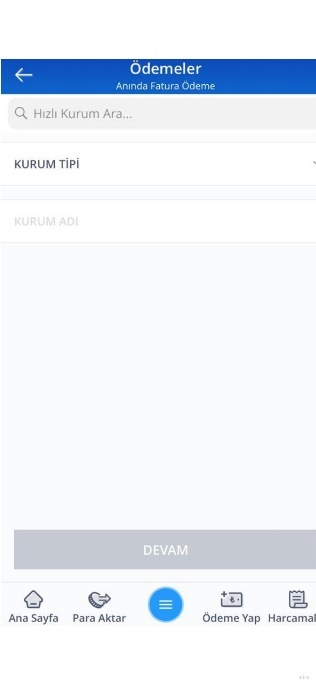 Ödemeler
Anında Fatura Ödeme
Hızlı Kurum Ara...
KURUM TİPİ
KURUM ADI
DEVAM
Ana Sayfa Para Aktar Ödeme Yap Harcamal